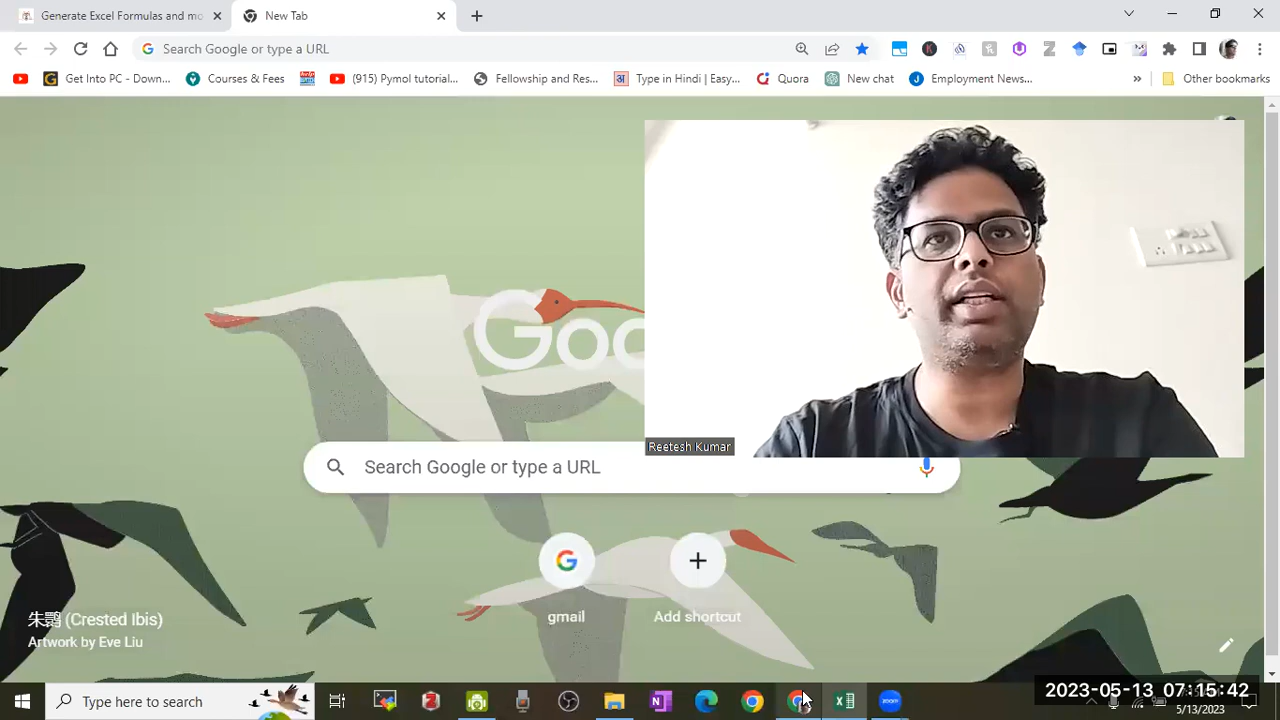 Generate Excel Formulas and mo
New Tab
Search Google or type a URL
Get Into PC - Down...
Courses & Fees
(915) Pymol tutorial...
Fellowship and Res...
Type in Hindi | Easy...
Quora
New chat
Employment News...
Other bookmarks
Goo
Reetesh Kumar
Search Google or type a URL
gmail
Add shortcut
朱鷺 (Crested Ibis)
Artwork by Eve Liu
Type here to search
2023-05-13 07:15:42
5/13/2023